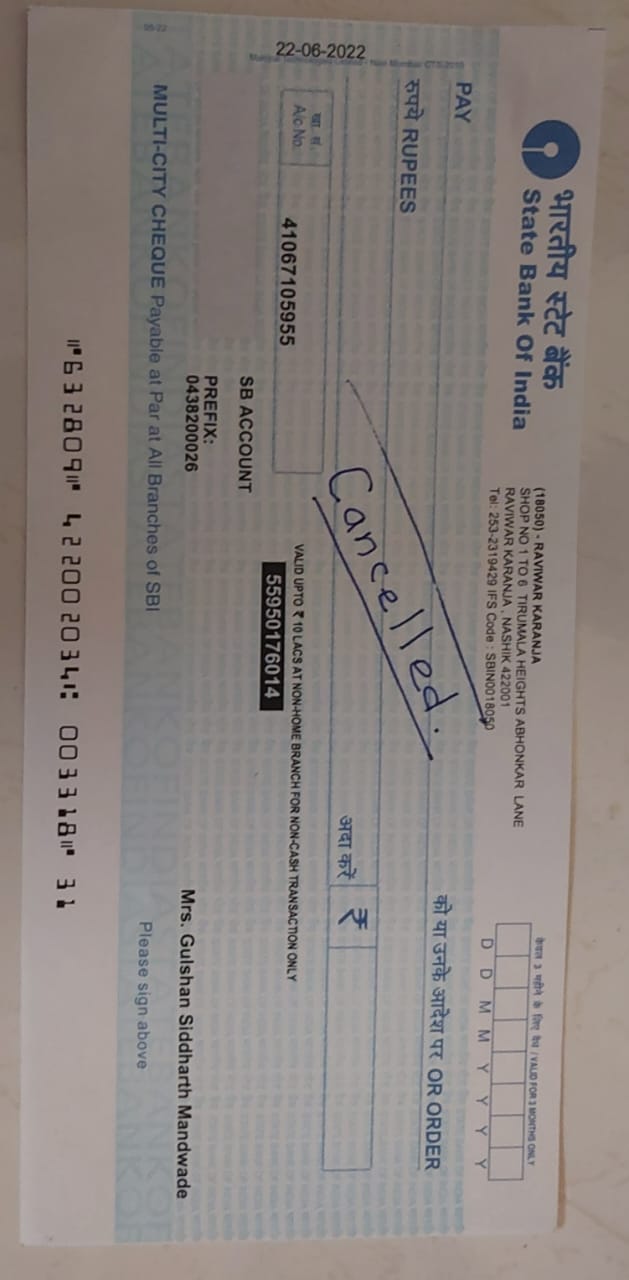 भारतीय स्टेट बैंक
State Bank Of India
(18050) - RAVIWAR KARANJA
SHOP NO 1 TO 6 TIRUMALA HEIGHTS ABHONKAR LANE
RAVIWAR KARANJA , NASHIK 422001
Tel: 253-2319429 IFS Code : SBIN0018050
केवल 3 महीने के लिए वैध / VALID FOR 3 MONTHS ONLY
D D M M Y Y Y Y
PAY
को या उनके आदेश पर OR ORDER
रुपये RUPEES
Cancelled.
अदा करें ₹
22-06-2022
खा. सं.
A/c No.
41067105955
VALID UPTO ₹ 10 LACS AT NON-HOME BRANCH FOR NON-CASH TRANSACTION ONLY
55950176014
SB ACCOUNT
PREFIX:
0438200026
Mrs. Gulshan Siddharth Mandwade
MULTI-CITY CHEQUE Payable at Par at All Branches of SBI
Please sign above
⑈632809⑈ 422002034⑆ 003318⑈ 31